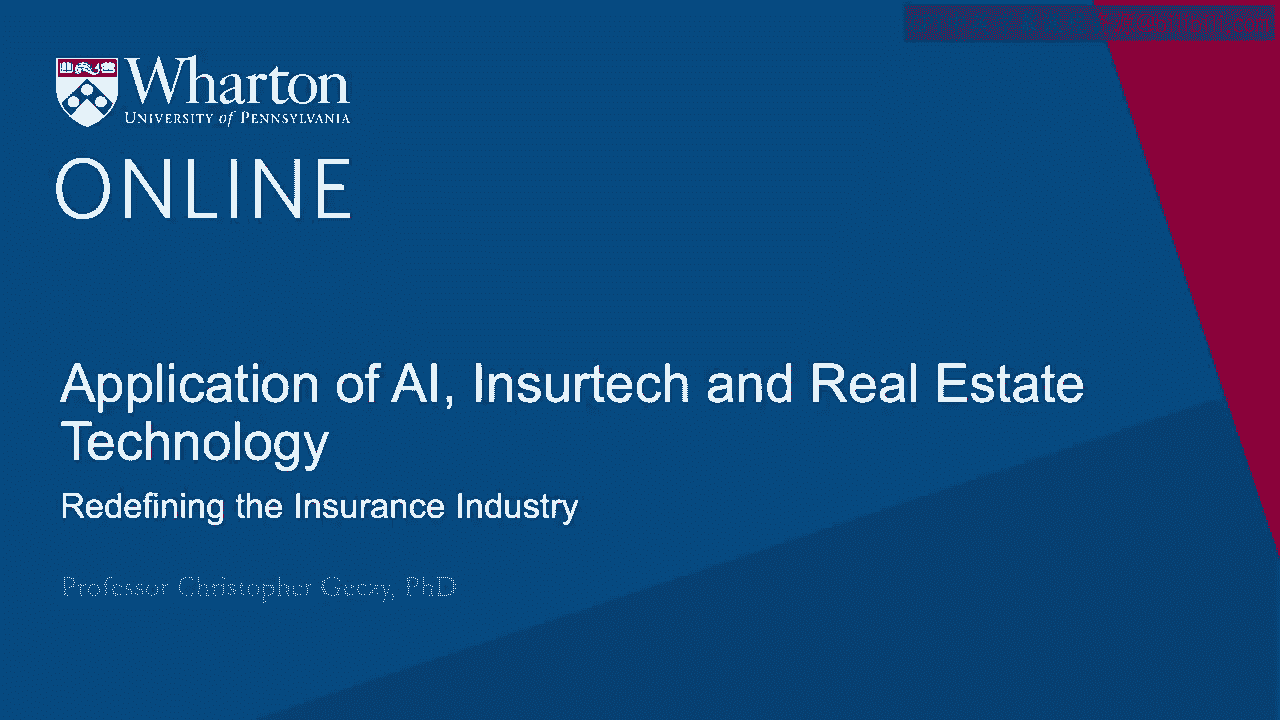 Wharton
UNIVERSITY of PENNSYLVANIA
ONLINE
Application of AI, Insurtech and Real Estate
Technology
Redefining the Insurance Industry
Professor Christopher Geczy, PhD